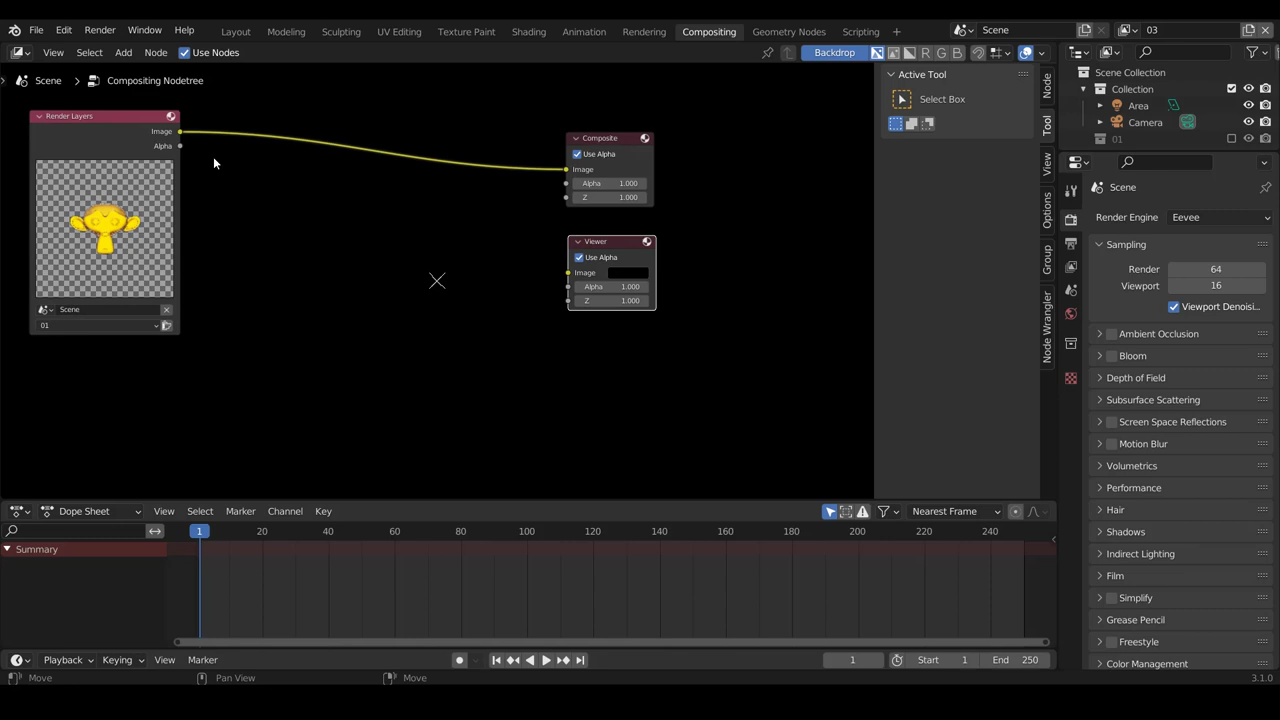 File Edit Render Window Help Layout Modeling Sculpting UV Editing Texture Paint Shading Animation Rendering Compositing Geometry Nodes Scripting + Scene 03
View Select Add Node Use Nodes Backdrop R G B
Scene > Compositing Nodetree
Render Layers
Image
Alpha
Scene
01
Composite
Use Alpha
Image
Alpha 1.000
Z 1.000
Viewer
Use Alpha
Image
Alpha 1.000
Z 1.000
Active Tool
Select Box
Node
Tool
View
Options
Group
Node Wrangler
Scene Collection
Collection
Area
Camera
01
Scene
Render Engine Eevee
Sampling
Render 64
Viewport 16
Viewport Denoisi...
Ambient Occlusion
Bloom
Depth of Field
Subsurface Scattering
Screen Space Reflections
Motion Blur
Volumetrics
Performance
Hair
Shadows
Indirect Lighting
Film
Simplify
Grease Pencil
Freestyle
Color Management
Dope Sheet View Select Marker Channel Key Nearest Frame
1 20 40 60 80 100 120 140 160 180 200 220 240
Summary
Playback Keying View Marker 1 Start 1 End 250
Move Pan View Move 3.1.0